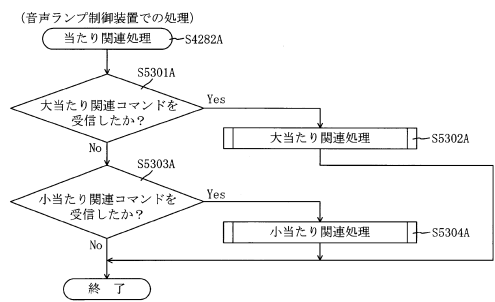 (音声ランプ制御装置での処理)
当たり関連処理
S4282A
S5301A
大当たり関連コマンドを
受信したか?
Yes
大当たり関連処理
S5302A
No
S5303A
小当たり関連コマンドを
受信したか?
Yes
小当たり関連処理
S5304A
No
終 了